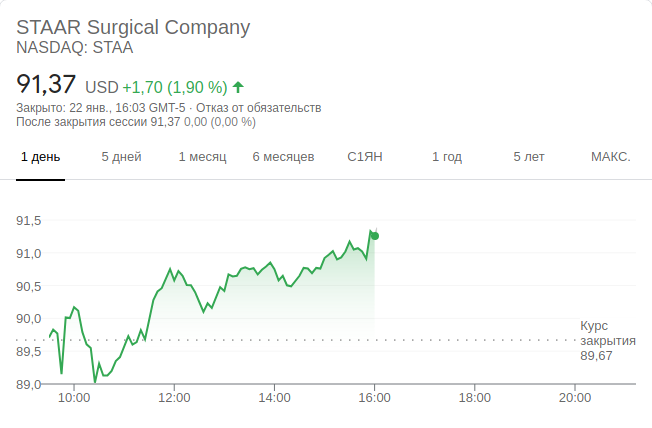 STAAR Surgical Company
NASDAQ: STAA
91,37 USD +1,70 (1,90 %)
Закрыто: 22 янв., 16:03 GMT-5 · Отказ от обязательств
После закрытия сессии 91,37 0,00 (0,00 %)
1 день 5 дней 1 месяц 6 месяцев С1ЯН 1 год 5 лет МАКС.
91,5
91,0
90,5
90,0
Курс
закрытия
89,67
89,5
89,0
10:00 12:00 14:00 16:00 18:00 20:00